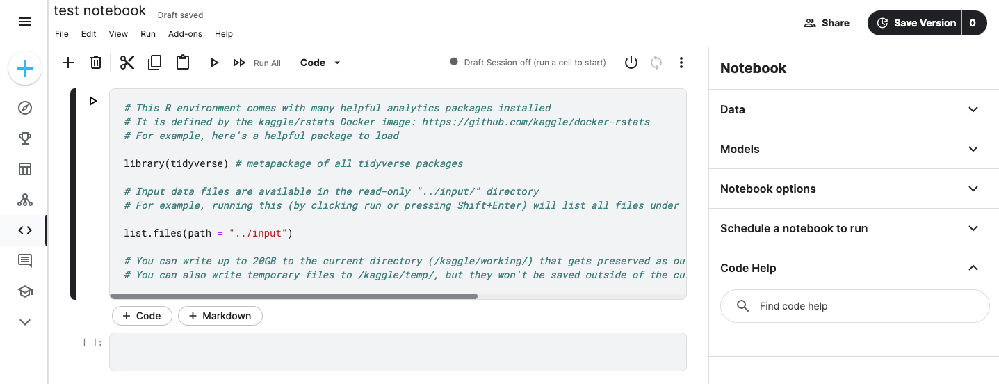 test notebook
Draft saved
File Edit View Run Add-ons Help
Share
Save Version 0
Run All
Code
Draft Session off (run a cell to start)
# This R environment comes with many helpful analytics packages installed
# It is defined by the kaggle/rstats Docker image: https://github.com/kaggle/docker-rstats
# For example, here's a helpful package to load
library(tidyverse) # metapackage of all tidyverse packages
# Input data files are available in the read-only "../input/" directory
# For example, running this (by clicking run or pressing Shift+Enter) will list all files under
list.files(path = "../input")
# You can write up to 20GB to the current directory (/kaggle/working/) that gets preserved as ou
# You can also write temporary files to /kaggle/temp/, but they won't be saved outside of the cu
+ Code
+ Markdown
[ ]:
Notebook
Data
Models
Notebook options
Schedule a notebook to run
Code Help
Find code help